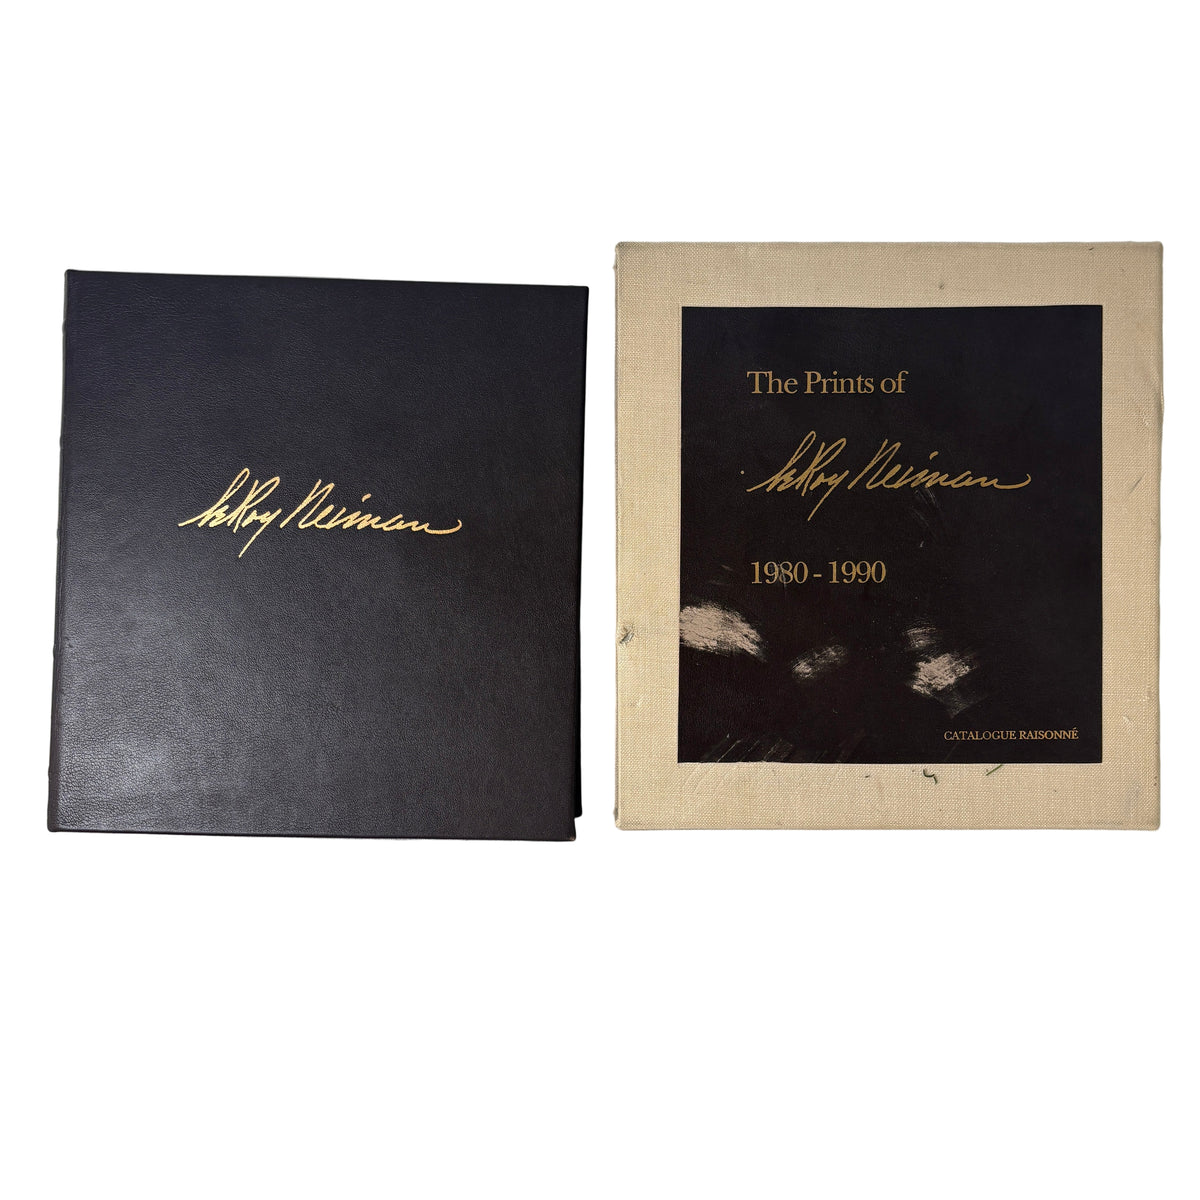 LeRoy Neiman
The Prints of
LeRoy Neiman
1980 - 1990
CATALOGUE RAISONNÉ